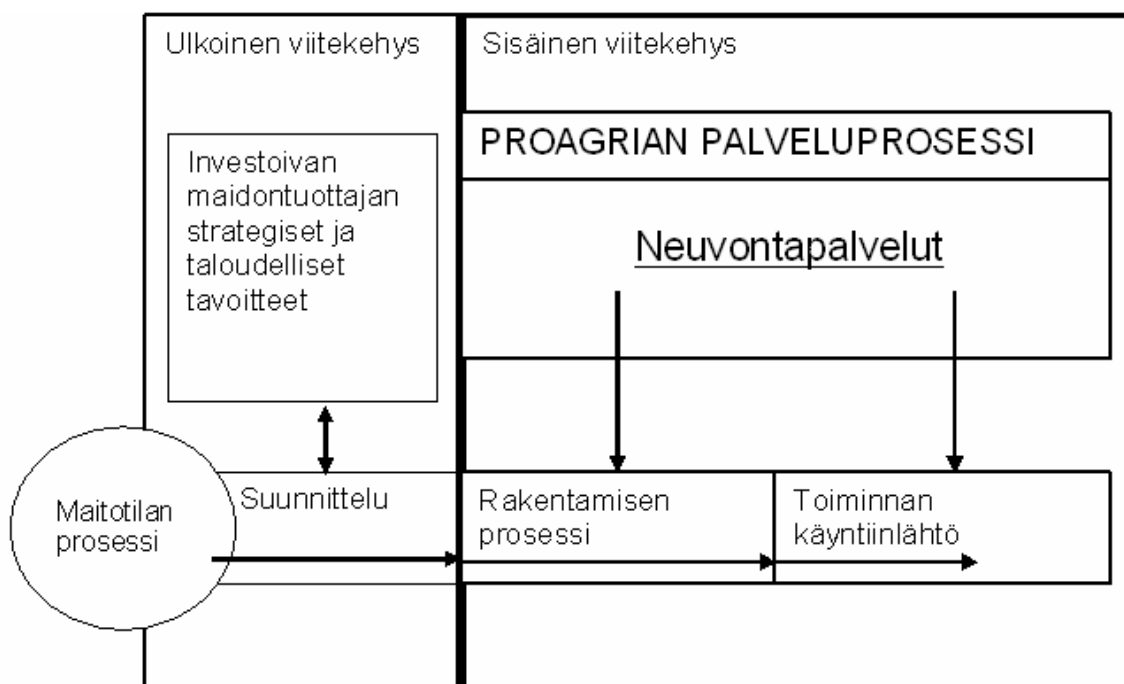 Ulkoinen viitekehys
Sisäinen viitekehys
PROAGRIAN PALVELUPROSESSI
Investoivan
maidontuottajan
strategiset ja
taloudelliset
tavoitteet
Neuvontapalvelut
Maitotilan
prosessi
Suunnittelu
Rakentamisen
prosessi
Toiminnan
käyntiinlähtö